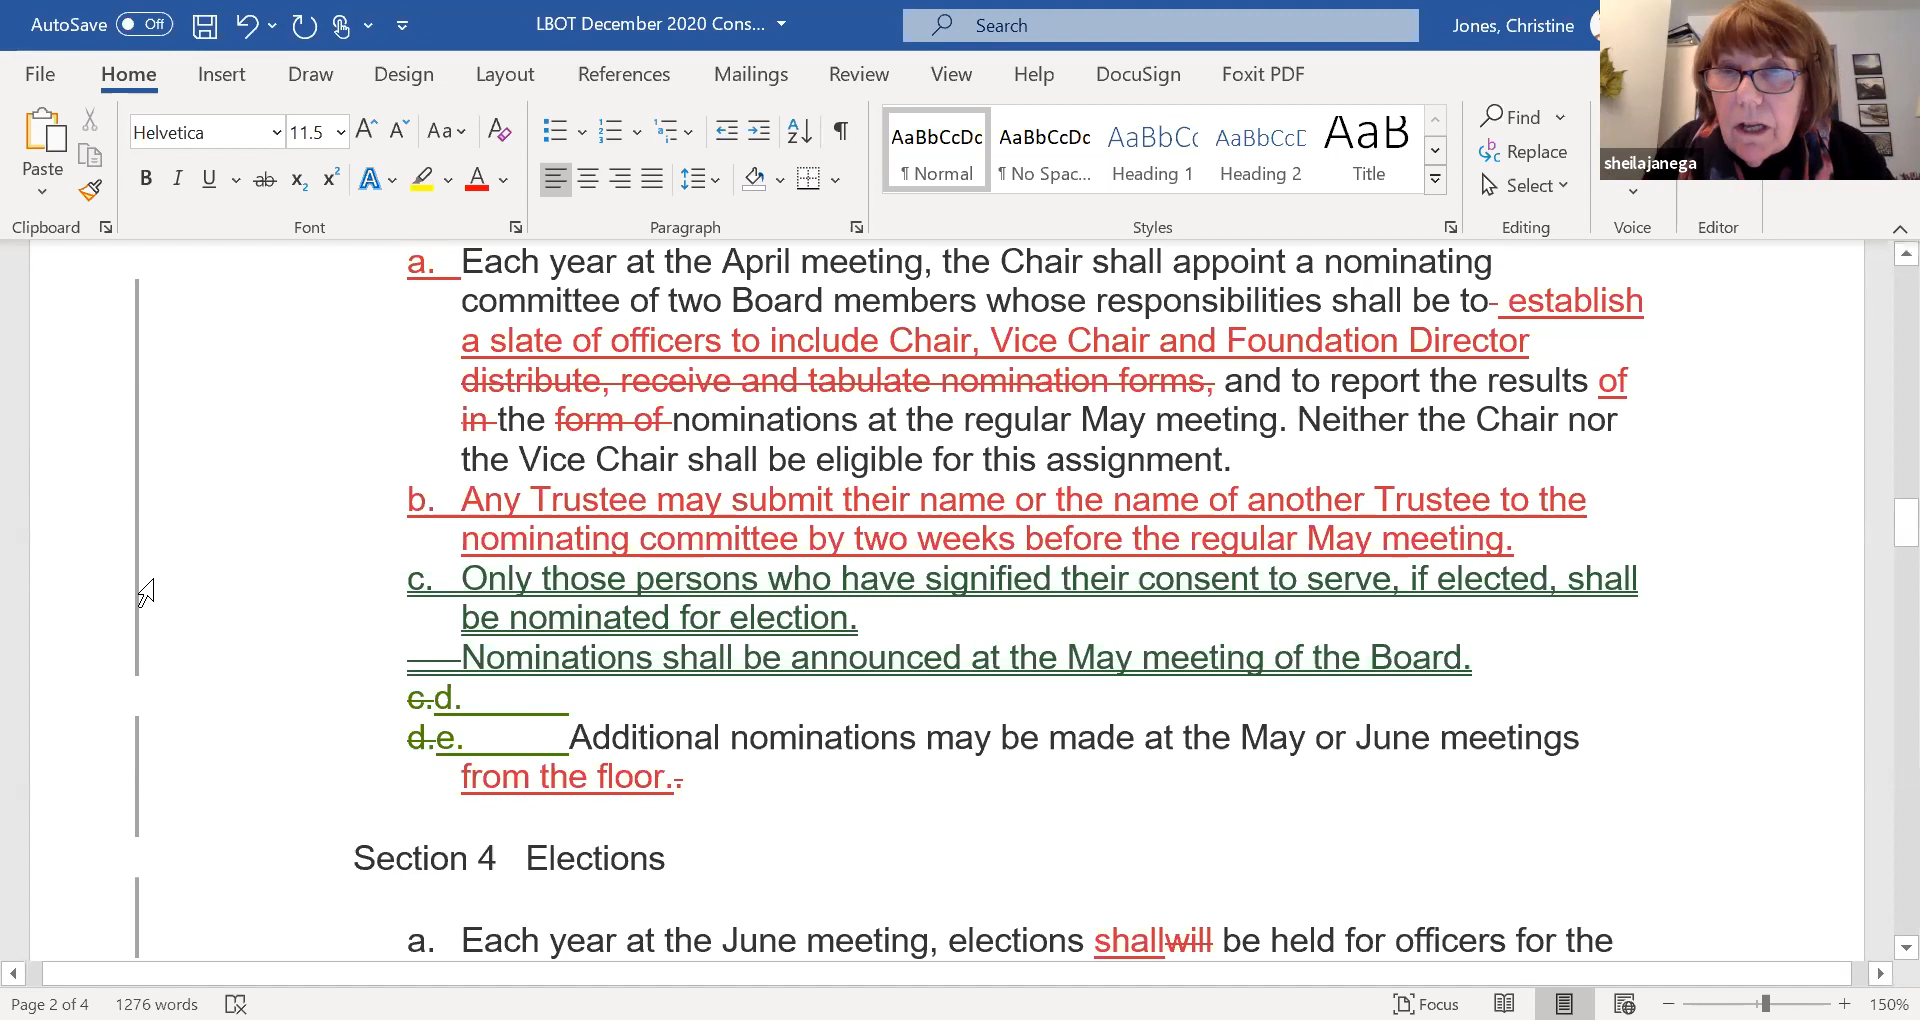 AutoSave Off
LBOT December 2020 Cons...
Search
Jones, Christine
File Home Insert Draw Design Layout References Mailings Review View Help DocuSign Foxit PDF
Paste
Clipboard
Helvetica 11.5
Font
Paragraph
AaBbCcDc AaBbCcDc AaBbCc AaBbCcD AaB
¶ Normal ¶ No Spac... Heading 1 Heading 2 Title
Styles
Find
Replace
Select
Editing
Voice
Editor
sheilajanega
a. Each year at the April meeting, the Chair shall appoint a nominating
committee of two Board members whose responsibilities shall be to- establish
a slate of officers to include Chair, Vice Chair and Foundation Director
distribute, receive and tabulate nomination forms, and to report the results of
in the form of nominations at the regular May meeting. Neither the Chair nor
the Vice Chair shall be eligible for this assignment.
b. Any Trustee may submit their name or the name of another Trustee to the
nominating committee by two weeks before the regular May meeting.
c. Only those persons who have signified their consent to serve, if elected, shall
be nominated for election.
Nominations shall be announced at the May meeting of the Board.
c.d.
d.e. Additional nominations may be made at the May or June meetings
from the floor..
Section 4 Elections
a. Each year at the June meeting, elections shallwill be held for officers for the
Page 2 of 4 1276 words
Focus
150%